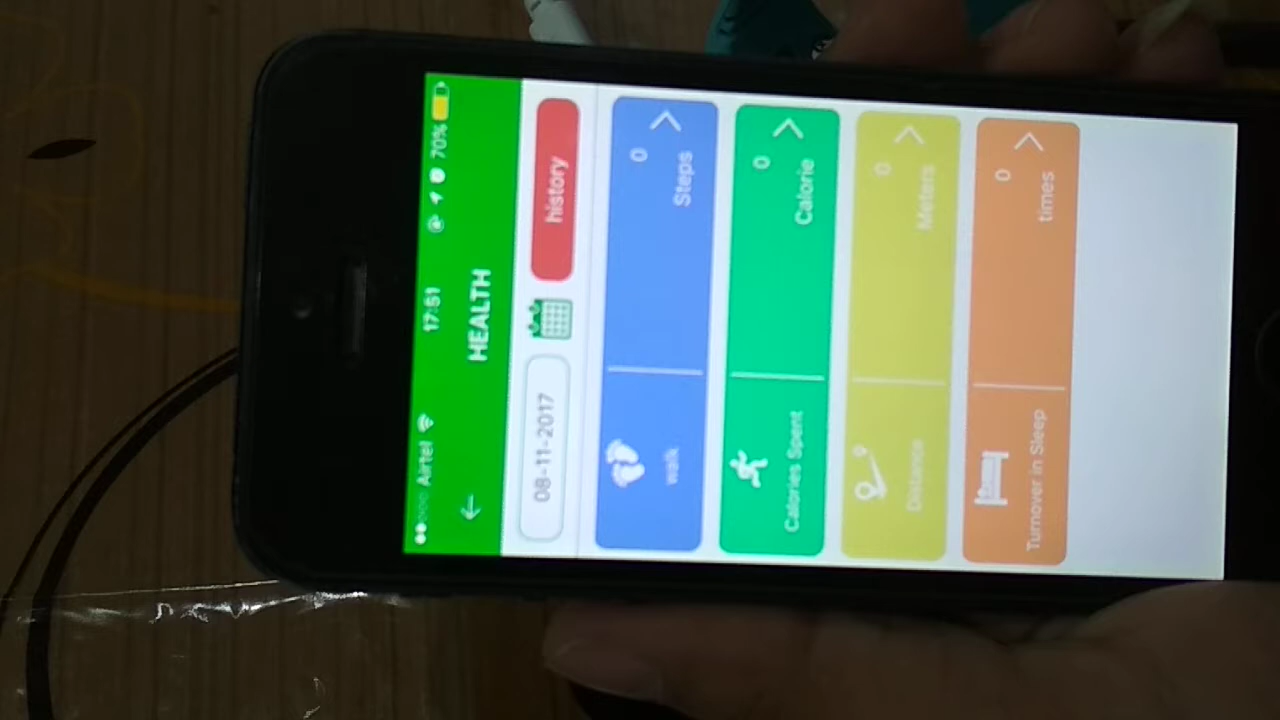 Airtel 17:51 70%
HEALTH
08-11-2017 history
0
walk Steps
0
Calories Spent Calorie
0
Distance Meters
0
Turnover in Sleep times